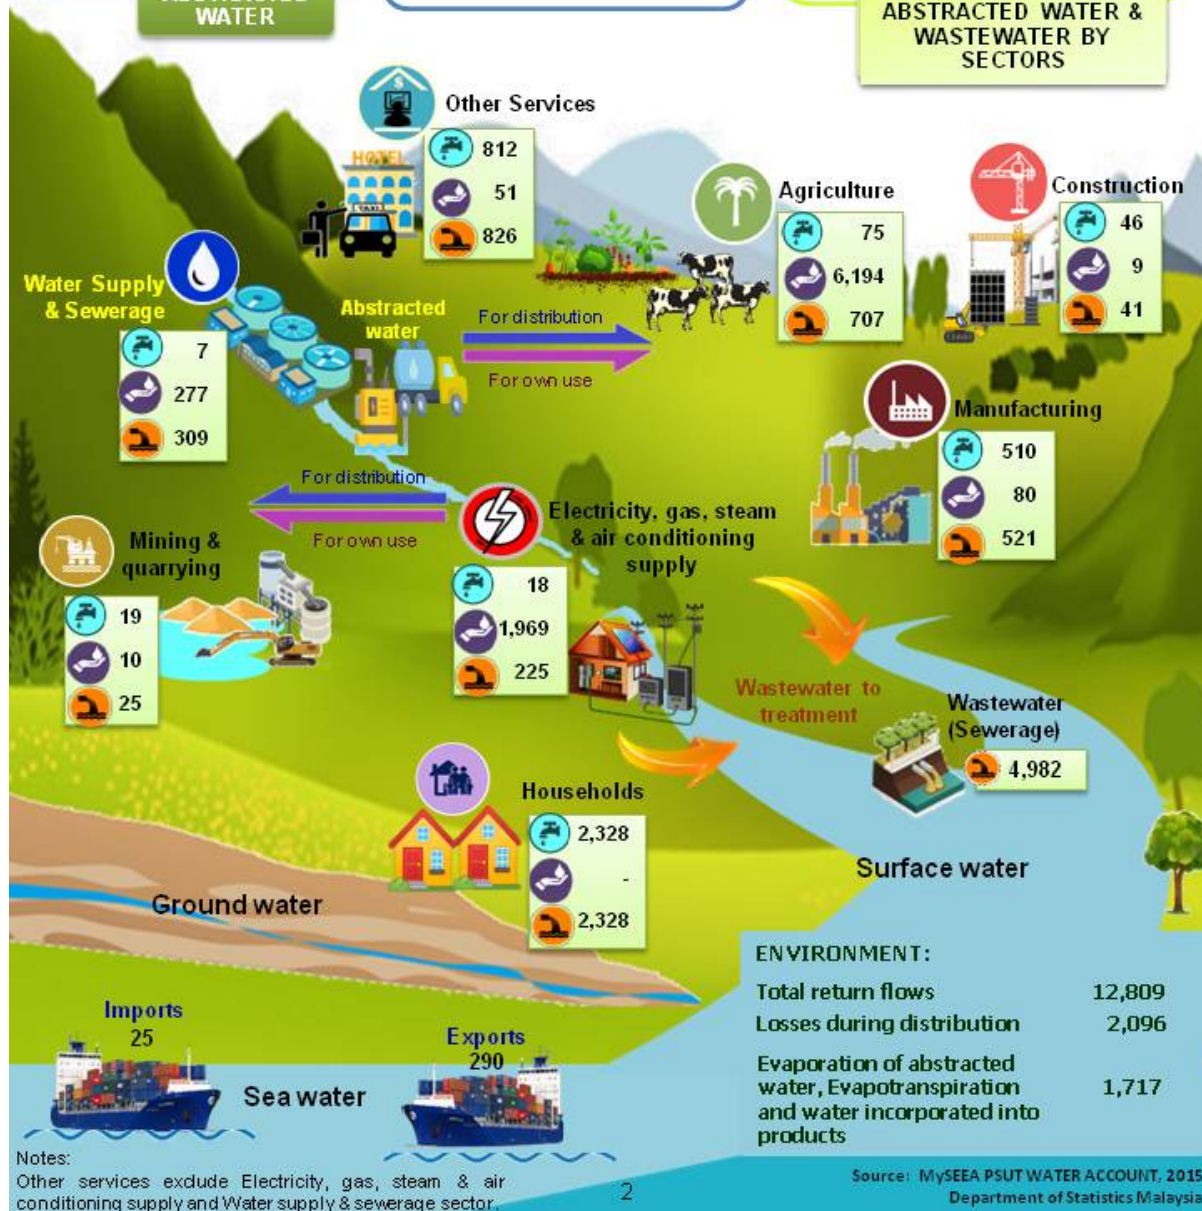 WATER
ABSTRACTED WATER &
WASTEWATER BY
SECTORS
Other Services
HOTEL
TAXI
812
51
826
Agriculture
75
6,194
707
Construction
46
9
41
Water Supply
& Sewerage
7
277
309
Abstracted
water
For distribution
For own use
Manufacturing
510
80
521
For distribution
For own use
Mining &
quarrying
19
10
25
Electricity, gas, steam
& air conditioning
supply
18
1,969
225
Wastewater to
treatment
Wastewater
(Sewerage)
4,982
Households
2,328
-
2,328
Surface water
Ground water
Imports
25
Exports
290
Sea water
ENVIRONMENT:
Total return flows 12,809
Losses during distribution 2,096
Evaporation of abstracted
water, Evapotranspiration 1,717
and water incorporated into
products
Notes:
Other services exclude Electricity, gas, steam & air
conditioning supply and Water supply & sewerage sector.
2
Source: MySEEA PSUT WATER ACCOUNT, 2015
Department of Statistics Malaysia